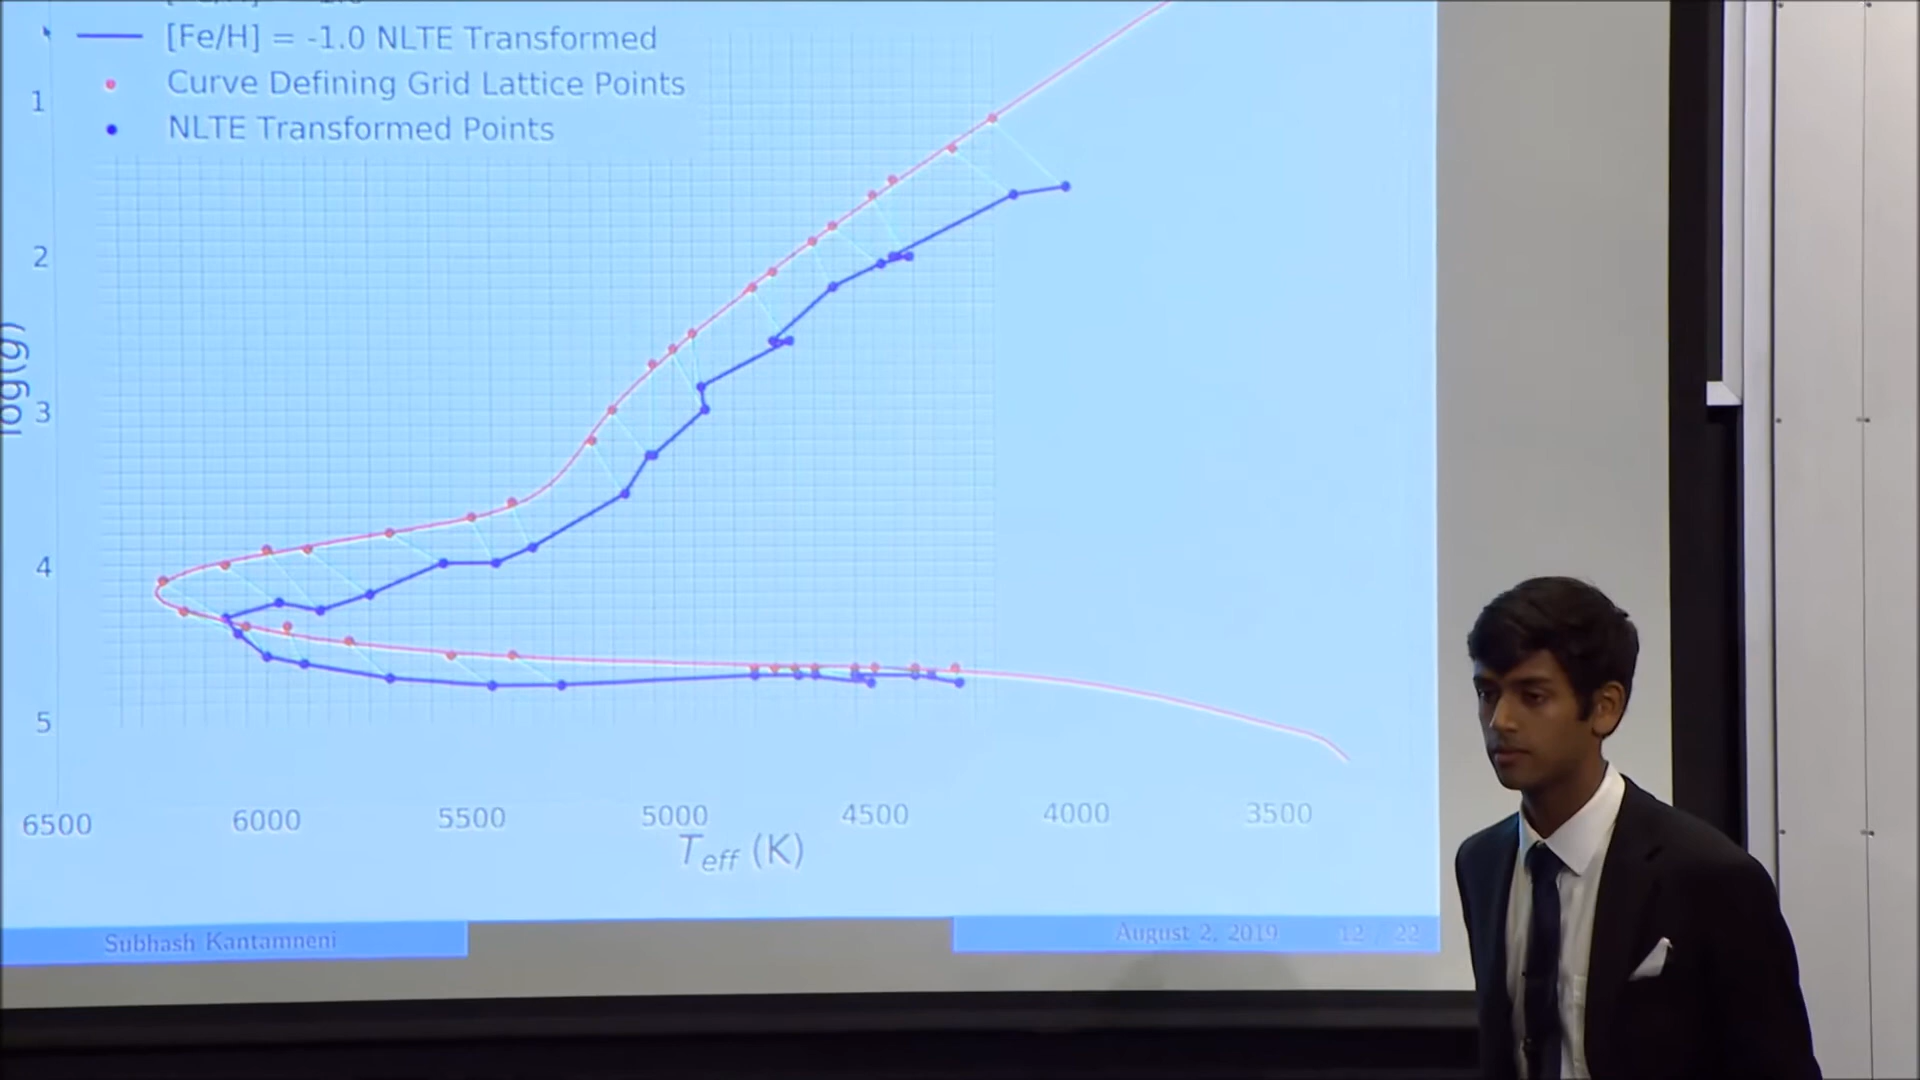 [Fe/H] = -1.0 NLTE Transformed
Curve Defining Grid Lattice Points
NLTE Transformed Points
1
2
3
4
5
log(g)
6500 6000 5500 5000 4500 4000 3500
Teff (K)
Subhash Kantamneni August 2, 2019 12 / 22